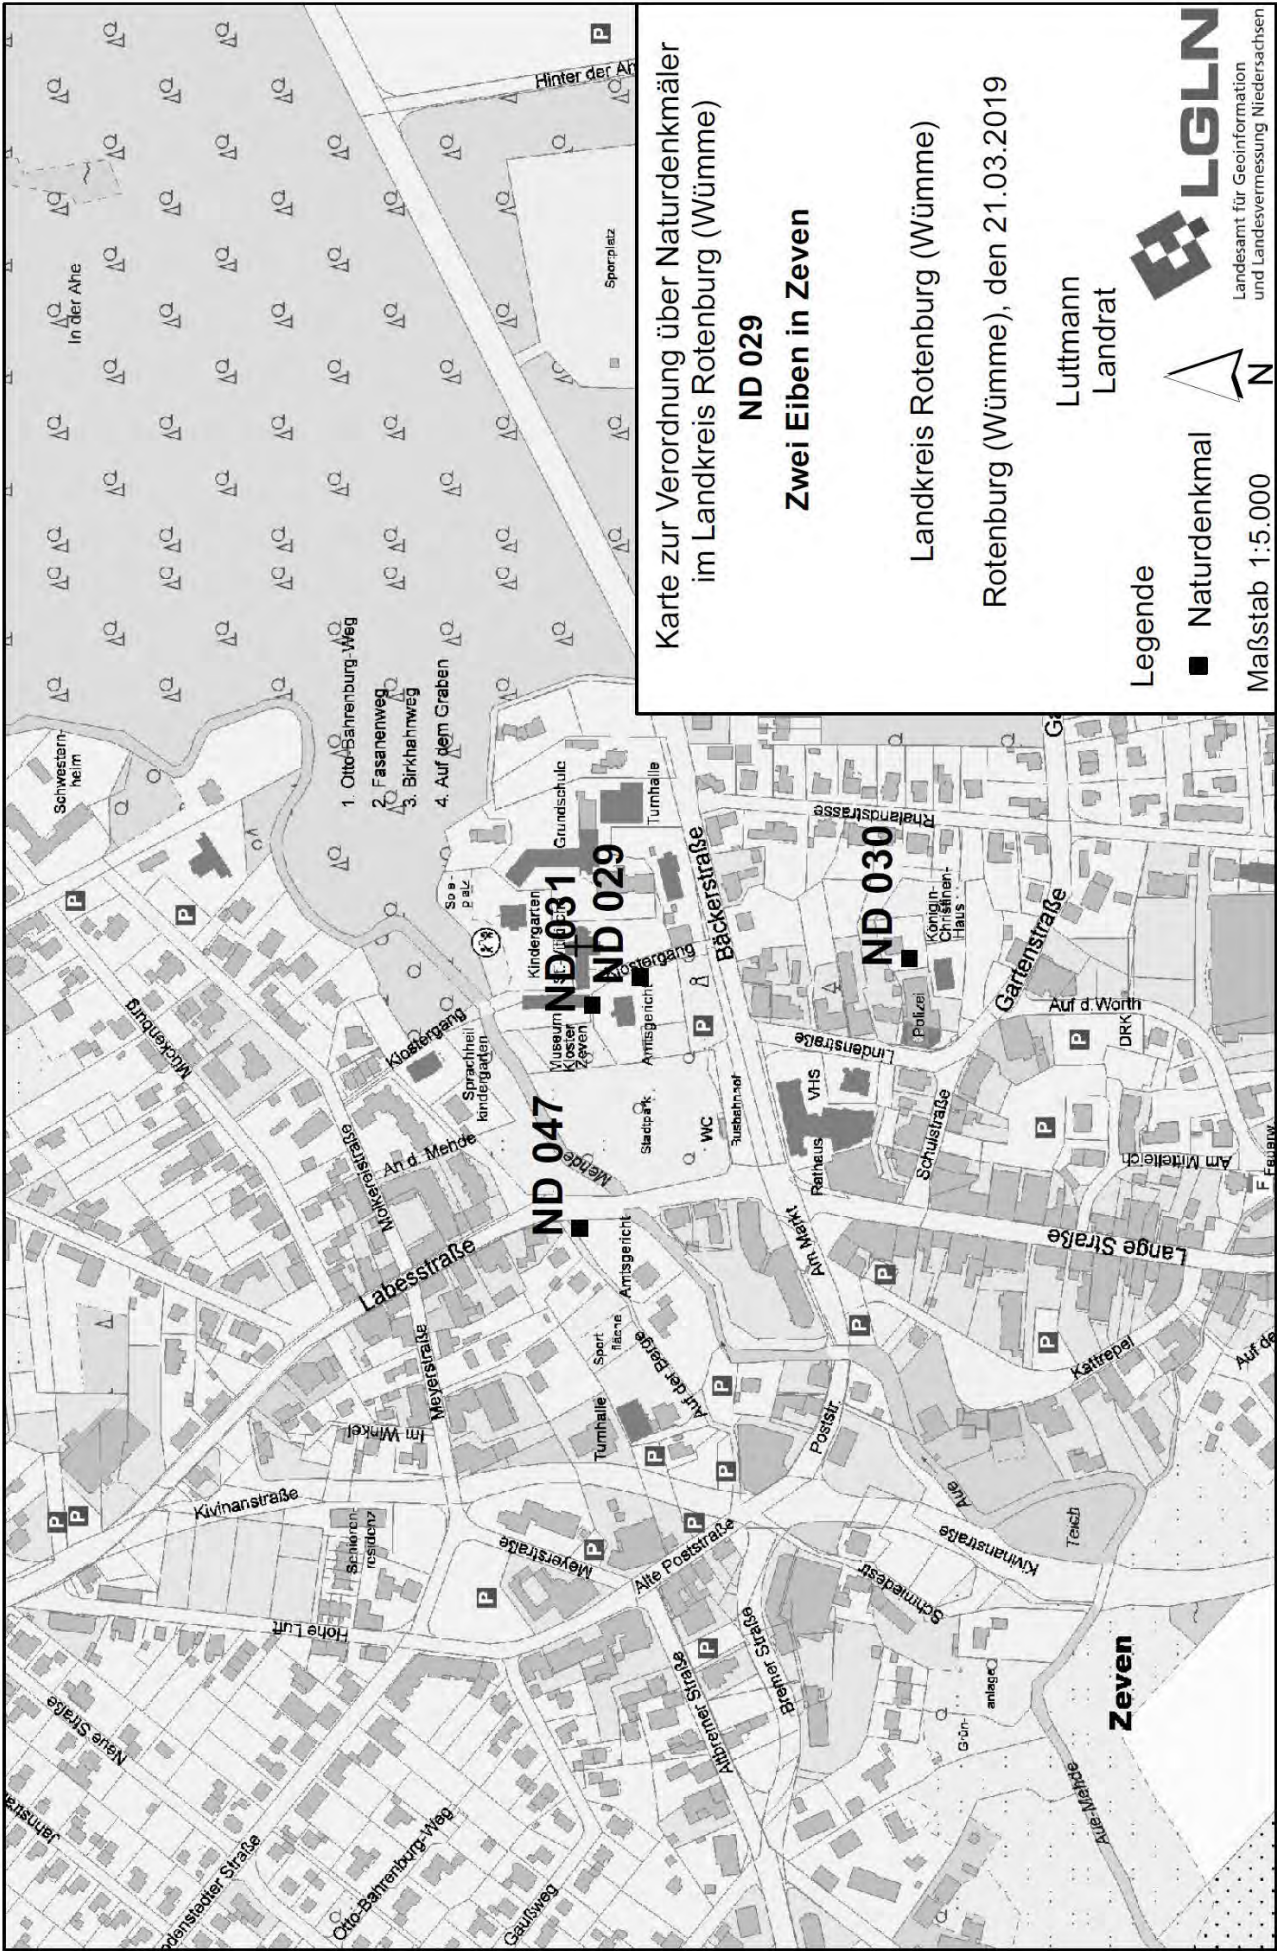 Karte zur Verordnung über Naturdenkmäler
im Landkreis Rotenburg (Wümme)
ND 029
Zwei Eiben in Zeven
Landkreis Rotenburg (Wümme)
Rotenburg (Wümme), den 21.03.2019
Luttmann
Landrat
Legende
Naturdenkmal
Maßstab 1:5.000
N
LGLN
Landesamt für Geoinformation
und Landesvermessung Niedersachsen
In der Ahe
Hinter der Ah
P
Sportplatz
Schwestern-
heim
1. Otto-Bahrenburg-Weg
2. Fasanenweg
3. Birkhahnweg
4. Auf dem Graben
P
P
Mückenburg
Klostergang
Sprachheil
kindergarten
Molkereistraße
An d. Mehde
Mehde
Labesstraße
Kindergarten
Grundschule
Turnhalle
ND 031
ND 029
Klostergang
Museum
Kloster
Zeven
Amtsgericht
Stadtpark
WC
Busbahnhof
P
Bäckerstraße
ND 047
Amtsgericht
Sport
fläche
Turnhalle
Auf der Berge
P
P
P
ND 030
Rhalandstrasse
Königin-
Christinen-
Haus
Polizei
Lindenstraße
Gartenstraße
Ga
Auf d. Worth
DRK
P
P
VHS
Rathaus
Schulstraße
Am Mittelteich
F
Feuerw
Am Markt
Lange Straße
P
P
P
Kattrepel
Auf de
Poststr.
Meyerstraße
Im Winkel
Kivinanstraße
P
P
Senioren-
residenz
Hohe Luft
Meyerstraße
P
P
P
Alte Poststraße
Aue
Kivinanstraße
Teich
Schmiedestr
Bremer Straße
P
Altbremer Straße
Grün-
anlage
Zeven
Aue-Mehde
Neue Straße
Otto-Bahrenburg-Weg
Gaußweg